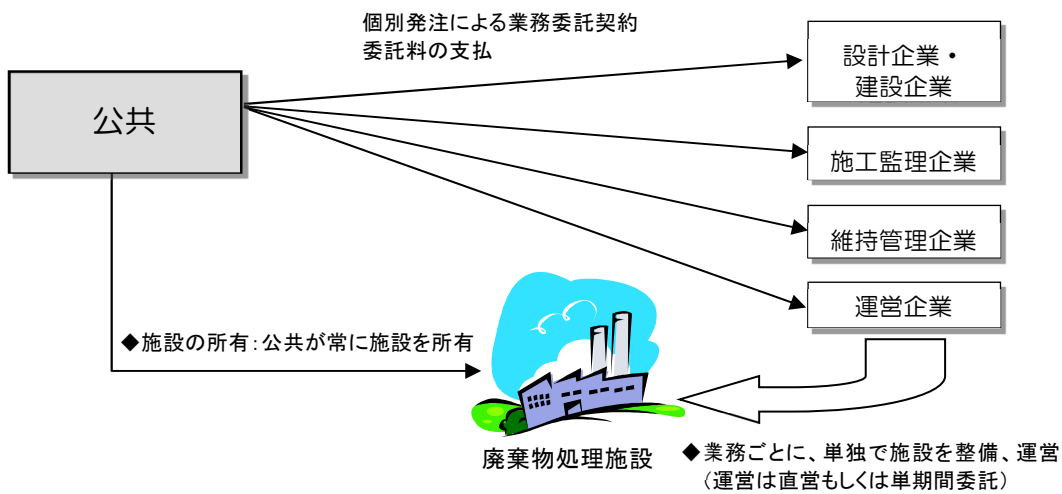 個別発注による業務委託契約
委託料の支払
公共
設計企業・
建設企業
施工監理企業
維持管理企業
運営企業
◆施設の所有：公共が常に施設を所有
廃棄物処理施設
◆業務ごとに、単独で施設を整備、運営
（運営は直営もしくは単期間委託）